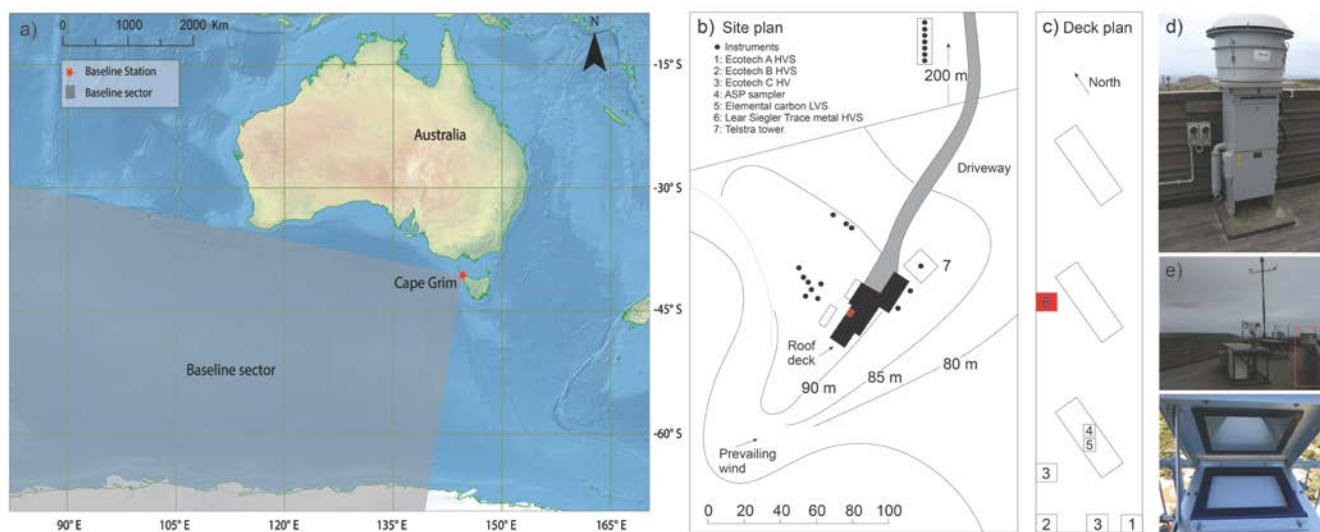 a)
0 1000 2000 Km
N
Baseline Station
Baseline sector
Australia
Cape Grim
Baseline sector
-15° S
-30° S
-45° S
-60° S
90°E 105°E 120°E 135°E 150°E 165°E
b) Site plan
Instruments
1: Ecotech A HVS
2: Ecotech B HVS
3: Ecotech C HV
4: ASP sampler
5: Elemental carbon LVS
6: Lear Siegler Trace metal HVS
7: Telstra tower
200 m
Driveway
7
Roof
deck
90 m
85 m
80 m
Prevailing
wind
0 20 40 60 80 100
c) Deck plan
North
6
4
5
3
2 3 1
d)
e)